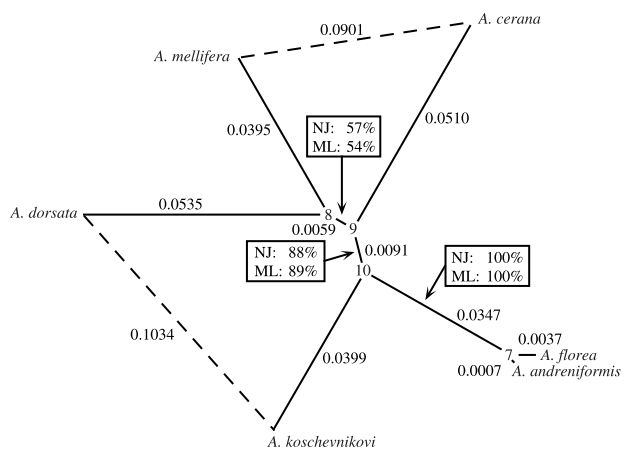 A. cerana
0.0901
A. mellifera
0.0395
NJ: 57%
ML: 54%
0.0510
0.0535
A. dorsata
8
0.0059
9
NJ: 88%
ML: 89%
0.0091
10
NJ: 100%
ML: 100%
0.0347
0.1034
0.0399
0.0037
7
A. florea
0.0007
A. andreniformis
A. koschevnikovi